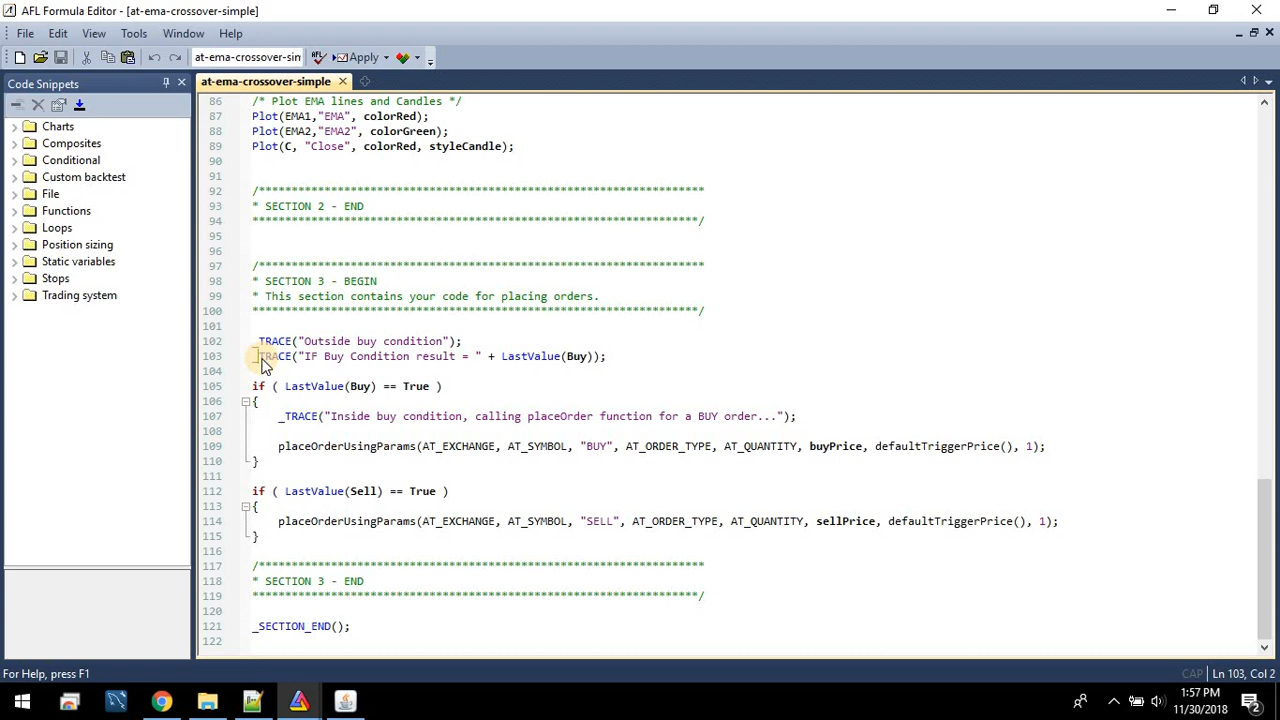 AFL Formula Editor - [at-ema-crossover-simple]
File Edit View Tools Window Help
at-ema-crossover-sim AFL Apply
Code Snippets
Charts
Composites
Conditional
Custom backtest
File
Functions
Loops
Position sizing
Static variables
Stops
Trading system
at-ema-crossover-simple
86 /* Plot EMA lines and Candles */
87 Plot(EMA1,"EMA", colorRed);
88 Plot(EMA2,"EMA2", colorGreen);
89 Plot(C, "Close", colorRed, styleCandle);
90
91
92 /********************************************************************
93 * SECTION 2 - END
94 ********************************************************************/
95
96
97 /********************************************************************
98 * SECTION 3 - BEGIN
99 * This section contains your code for placing orders.
100 ********************************************************************/
101
102 _TRACE("Outside buy condition");
103 _TRACE("IF Buy Condition result = " + LastValue(Buy));
104
105 if ( LastValue(Buy) == True )
106 {
107 _TRACE("Inside buy condition, calling placeOrder function for a BUY order...");
108
109 placeOrderUsingParams(AT_EXCHANGE, AT_SYMBOL, "BUY", AT_ORDER_TYPE, AT_QUANTITY, buyPrice, defaultTriggerPrice(), 1);
110 }
111
112 if ( LastValue(Sell) == True )
113 {
114 placeOrderUsingParams(AT_EXCHANGE, AT_SYMBOL, "SELL", AT_ORDER_TYPE, AT_QUANTITY, sellPrice, defaultTriggerPrice(), 1);
115 }
116
117 /********************************************************************
118 * SECTION 3 - END
119 ********************************************************************/
120
121 _SECTION_END();
122
For Help, press F1
CAP Ln 103, Col 2
1:57 PM
11/30/2018
2